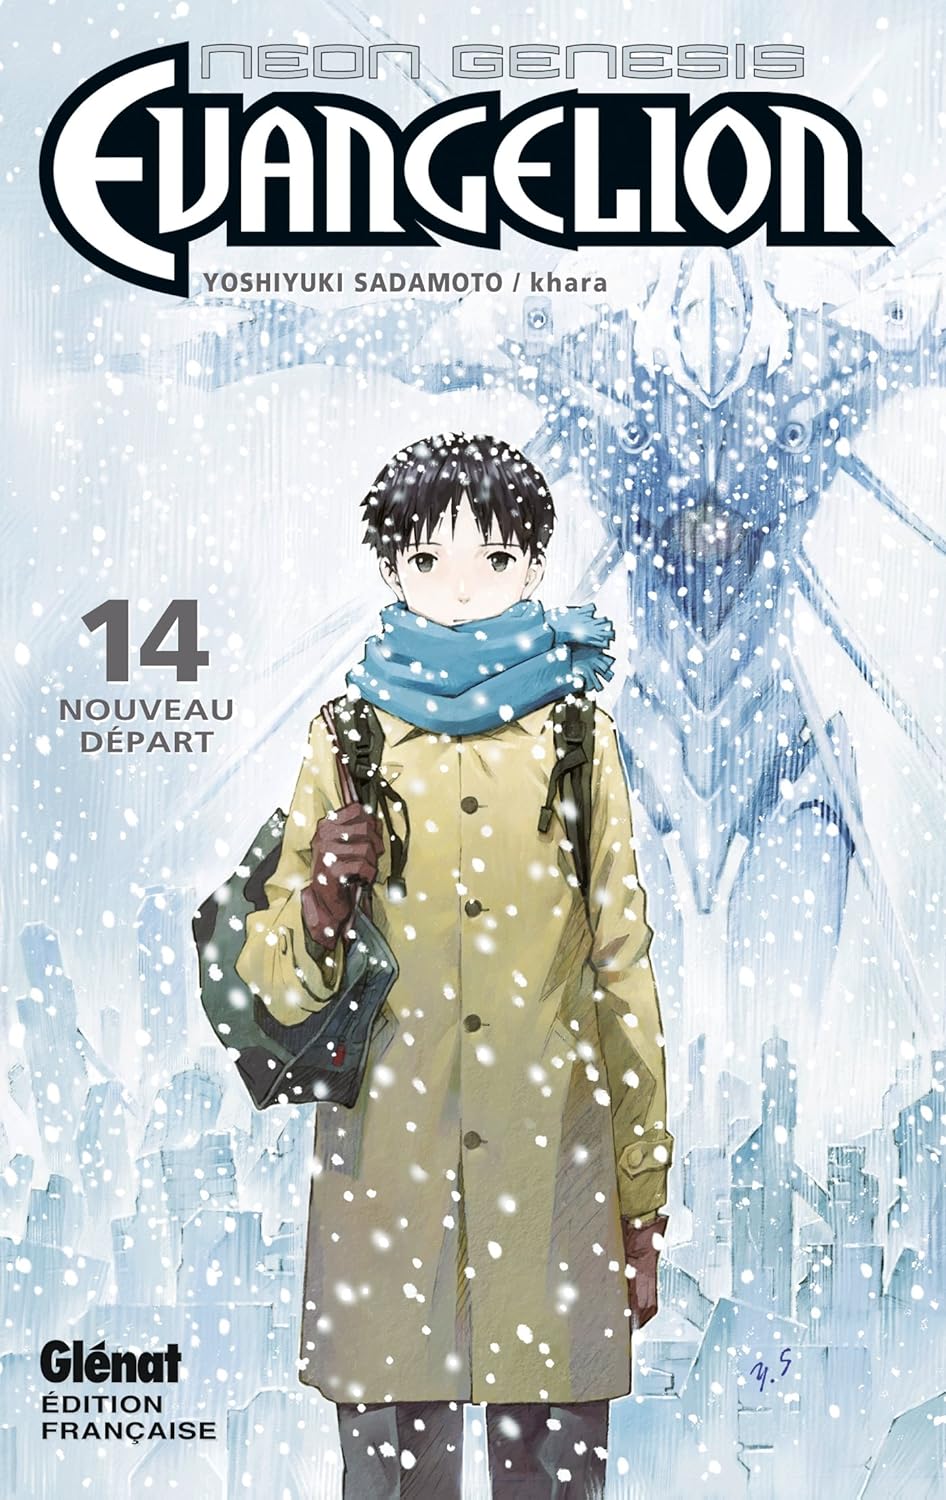 NEON GENESIS
EVANGELION
YOSHIYUKI SADAMOTO / khara
14
NOUVEAU
DÉPART
Glénat
ÉDITION
FRANÇAISE
y.s